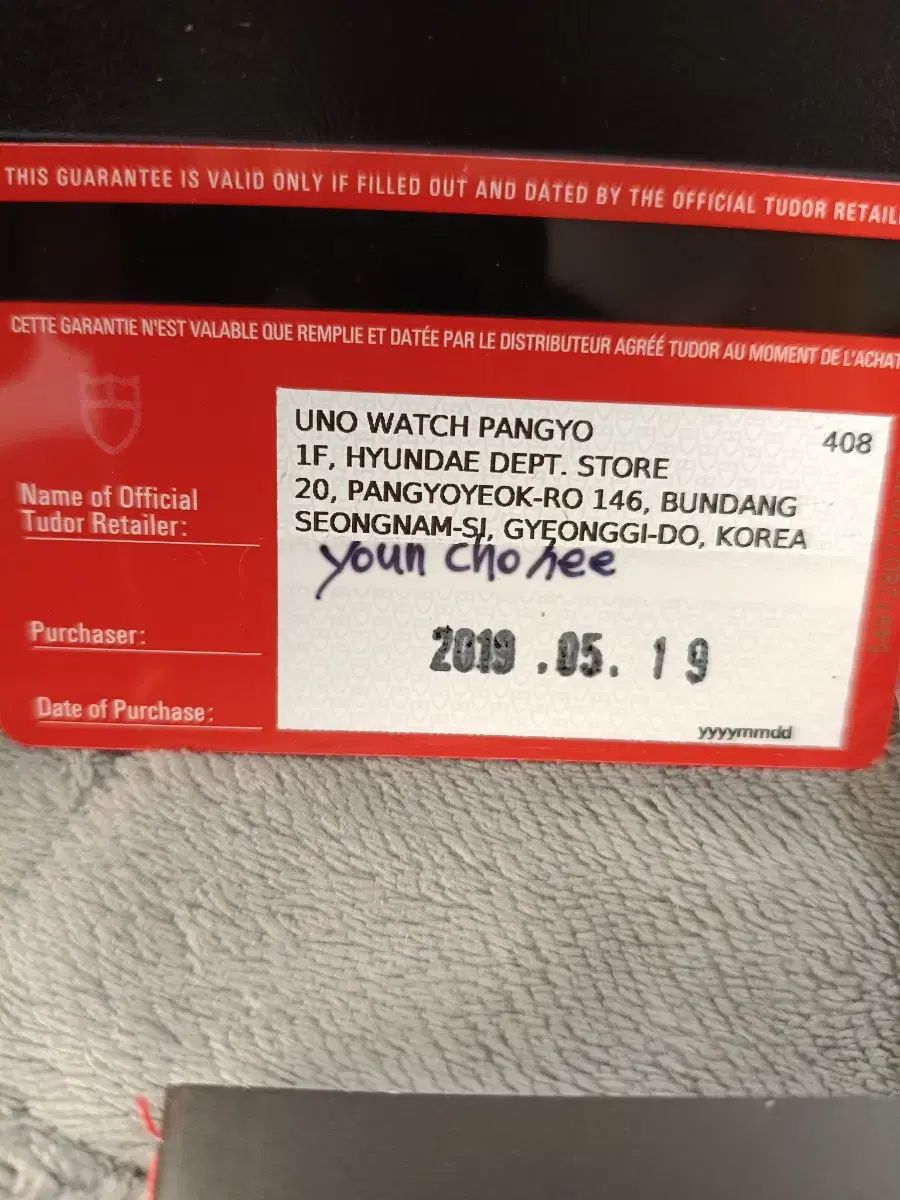 THIS GUARANTEE IS VALID ONLY IF FILLED OUT AND DATED BY THE OFFICIAL TUDOR RETAIL
CETTE GARANTIE N'EST VALABLE QUE REMPLIE ET DATÉE PAR LE DISTRIBUTEUR AGRÉÉ TUDOR AU MOMENT DE L'ACHAT
UNO WATCH PANGYO 408
1F, HYUNDAE DEPT. STORE
20, PANGYOYEOK-RO 146, BUNDANG
SEONGNAM-SI, GYEONGGI-DO, KOREA
Name of Official
Tudor Retailer:
youn cho hee
Purchaser:
2019 .05. 19
Date of Purchase:
yyyymmdd